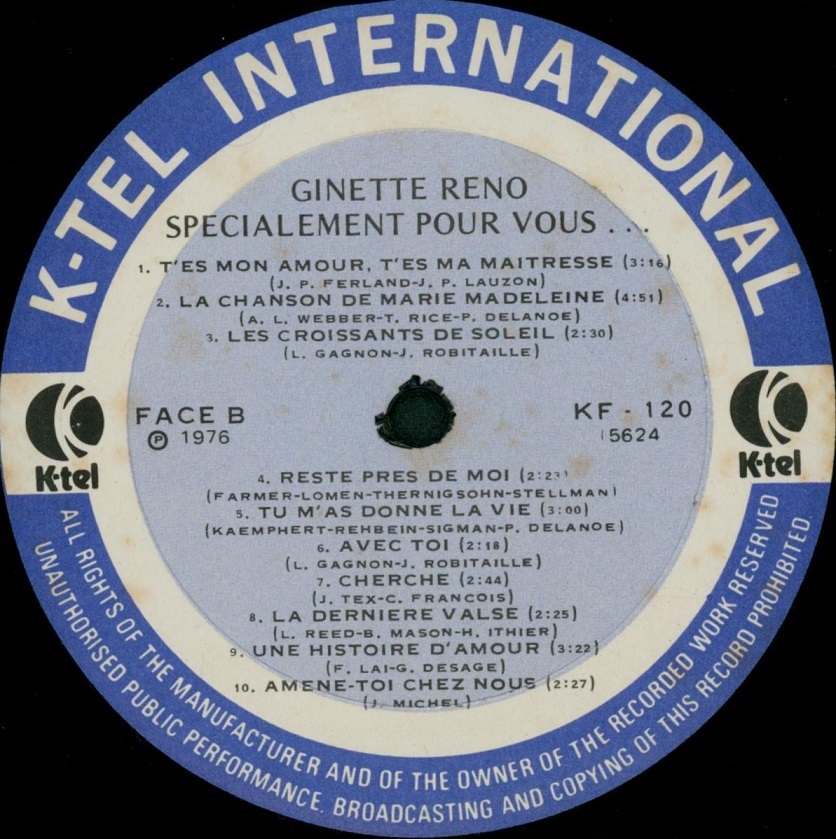 K-TEL INTERNATIONAL
GINETTE RENO
SPECIALEMENT POUR VOUS . . .
1. T'ES MON AMOUR, T'ES MA MAITRESSE (3:16)
(J. P. FERLAND-J. P. LAUZON)
2. LA CHANSON DE MARIE MADELEINE (4:51)
(A. L. WEBBER-T. RICE-P. DELANOE)
3. LES CROISSANTS DE SOLEIL (2:30)
(L. GAGNON-J. ROBITAILLE)
K-tel
FACE B
℗ 1976
KF - 120
15624
K-tel
4. RESTE PRES DE MOI (2:23)
(FARMER-LOMEN-THERNIGSOHN-STELLMAN)
5. TU M'AS DONNE LA VIE (3:00)
(KAEMPHERT-REHBEIN-SIGMAN-P. DELANOE)
6. AVEC TOI (2:18)
(L. GAGNON-J. ROBITAILLE)
7. CHERCHE (2:44)
(J. TEX-C. FRANCOIS)
8. LA DERNIERE VALSE (2:25)
(L. REED-B. MASON-H. ITHIER)
9. UNE HISTOIRE D'AMOUR (3:22)
(F. LAI-G. DESAGE)
10. AMENE-TOI CHEZ NOUS (2:27)
(J. MICHEL)
ALL RIGHTS OF THE MANUFACTURER AND OF THE OWNER OF THE RECORDED WORK RESERVED
UNAUTHORISED PUBLIC PERFORMANCE, BROADCASTING AND COPYING OF THIS RECORD PROHIBITED.